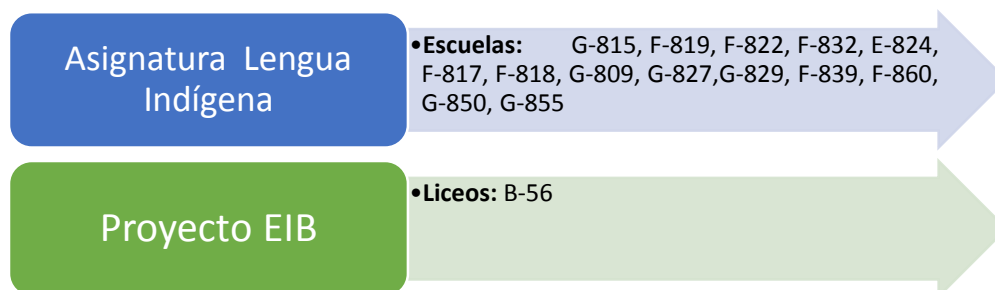 Asignatura Lengua
Indígena
•Escuelas: G-815, F-819, F-822, F-832, E-824,
F-817, F-818, G-809, G-827,G-829, F-839, F-860,
G-850, G-855
Proyecto EIB
•Liceos: B-56